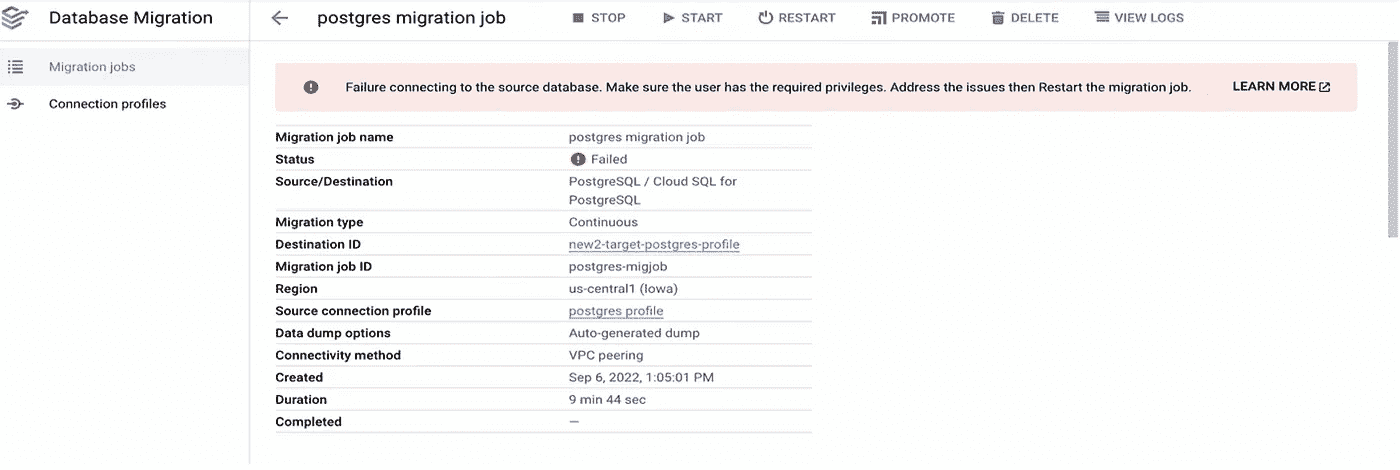 Database Migration
postgres migration job
STOP
START
RESTART
PROMOTE
DELETE
VIEW LOGS
Migration jobs
Connection profiles
Failure connecting to the source database. Make sure the user has the required privileges. Address the issues then Restart the migration job.
LEARN MORE
Migration job name postgres migration job
Status Failed
Source/Destination PostgreSQL / Cloud SQL for
PostgreSQL
Migration type Continuous
Destination ID new2-target-postgres-profile
Migration job ID postgres-migjob
Region us-central1 (Iowa)
Source connection profile postgres profile
Data dump options Auto-generated dump
Connectivity method VPC peering
Created Sep 6, 2022, 1:05:01 PM
Duration 9 min 44 sec
Completed —